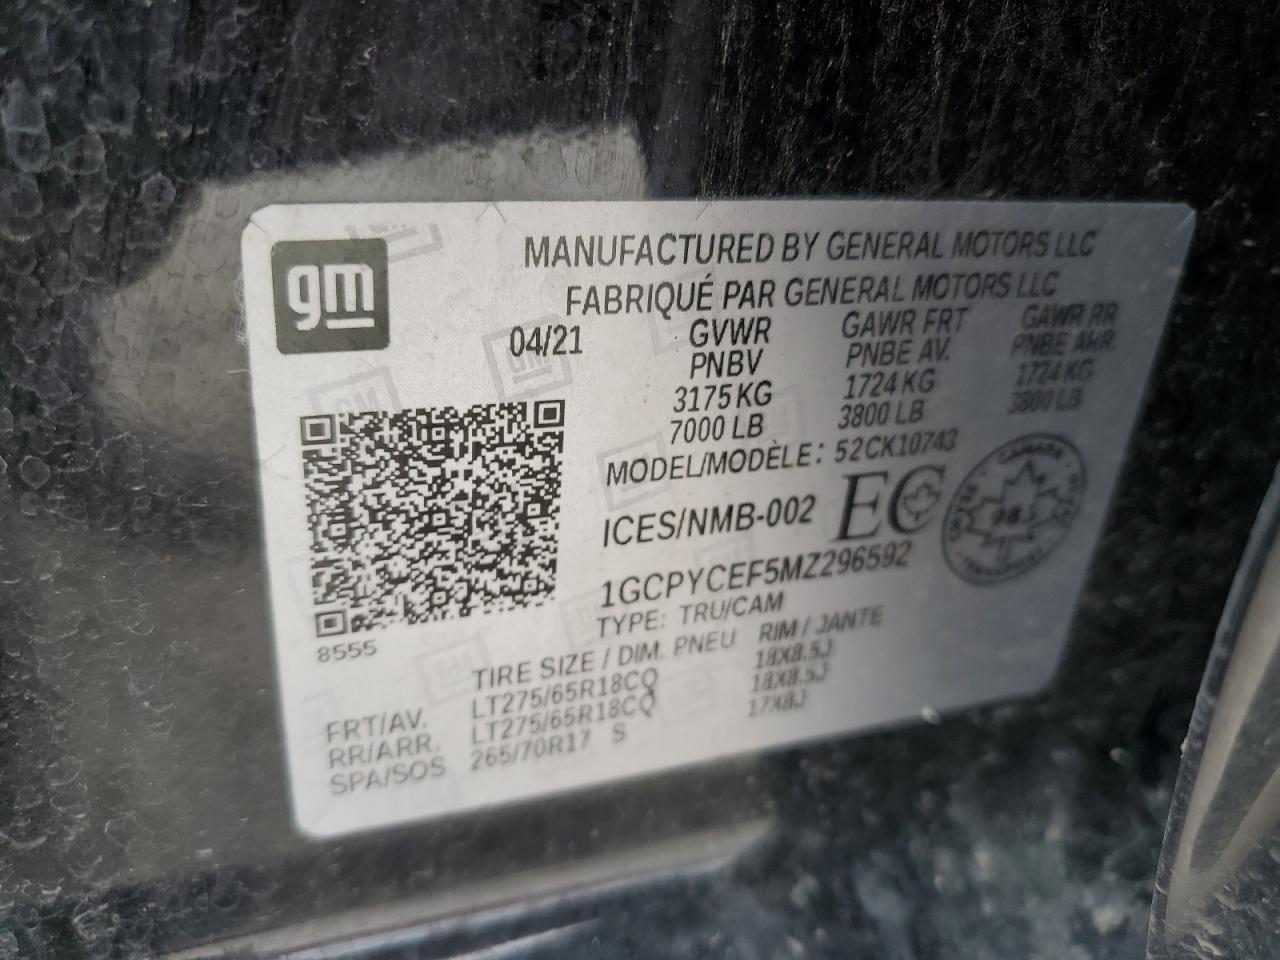 gm
MANUFACTURED BY GENERAL MOTORS LLC
FABRIQUÉ PAR GENERAL MOTORS LLC
04/21 GVWR GAWR FRT GAWR RR
PNBV PNBE AV. PNBE ARR.
3175 KG 1724 KG 1724 KG
7000 LB 3800 LB 3800 LB
MODEL/MODÈLE: 52CK10743
ICES/NMB-002 EC
CANADA
98
1GCPYCEF5MZ296592
TYPE: TRU/CAM
8555
TIRE SIZE / DIM. PNEU RIM / JANTE
FRT/AV. LT275/65R18CQ 18X8.5J
RR/ARR. LT275/65R18CQ 18X8.5J
SPA/SOS 265/70R17 S 17X8J